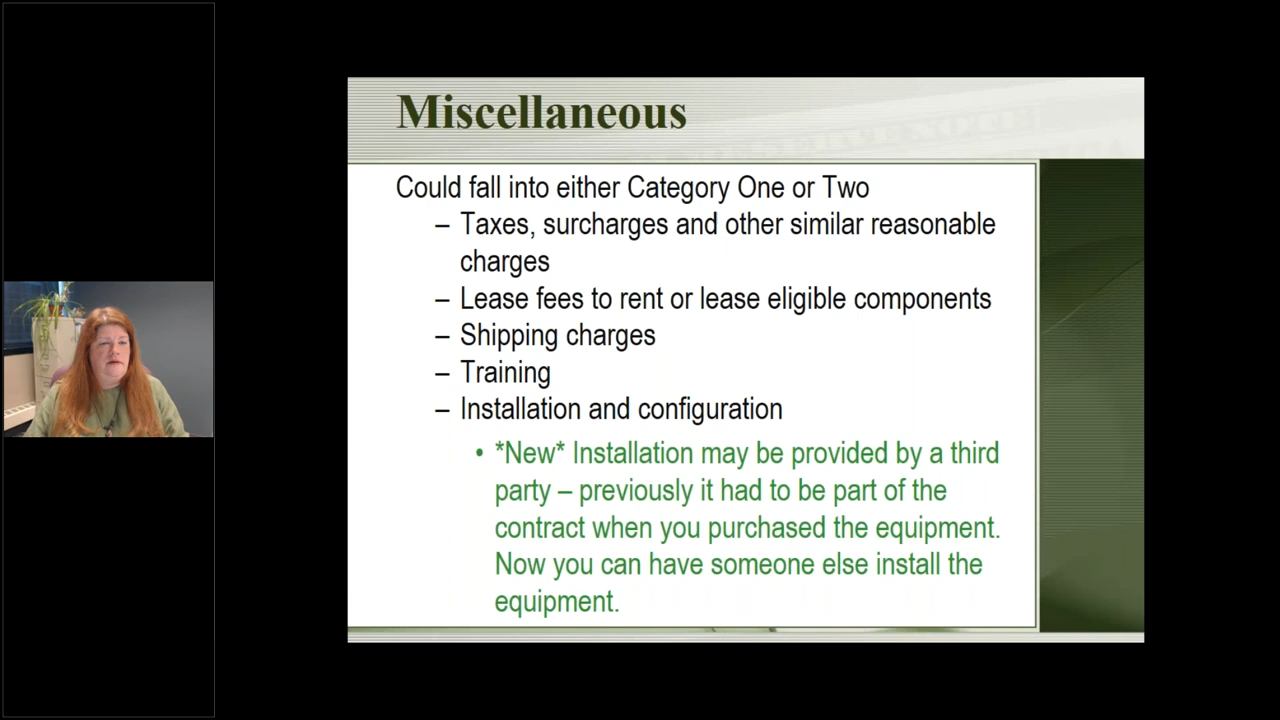 Miscellaneous
Could fall into either Category One or Two
– Taxes, surcharges and other similar reasonable
charges
– Lease fees to rent or lease eligible components
– Shipping charges
– Training
– Installation and configuration
• *New* Installation may be provided by a third
party – previously it had to be part of the
contract when you purchased the equipment.
Now you can have someone else install the
equipment.